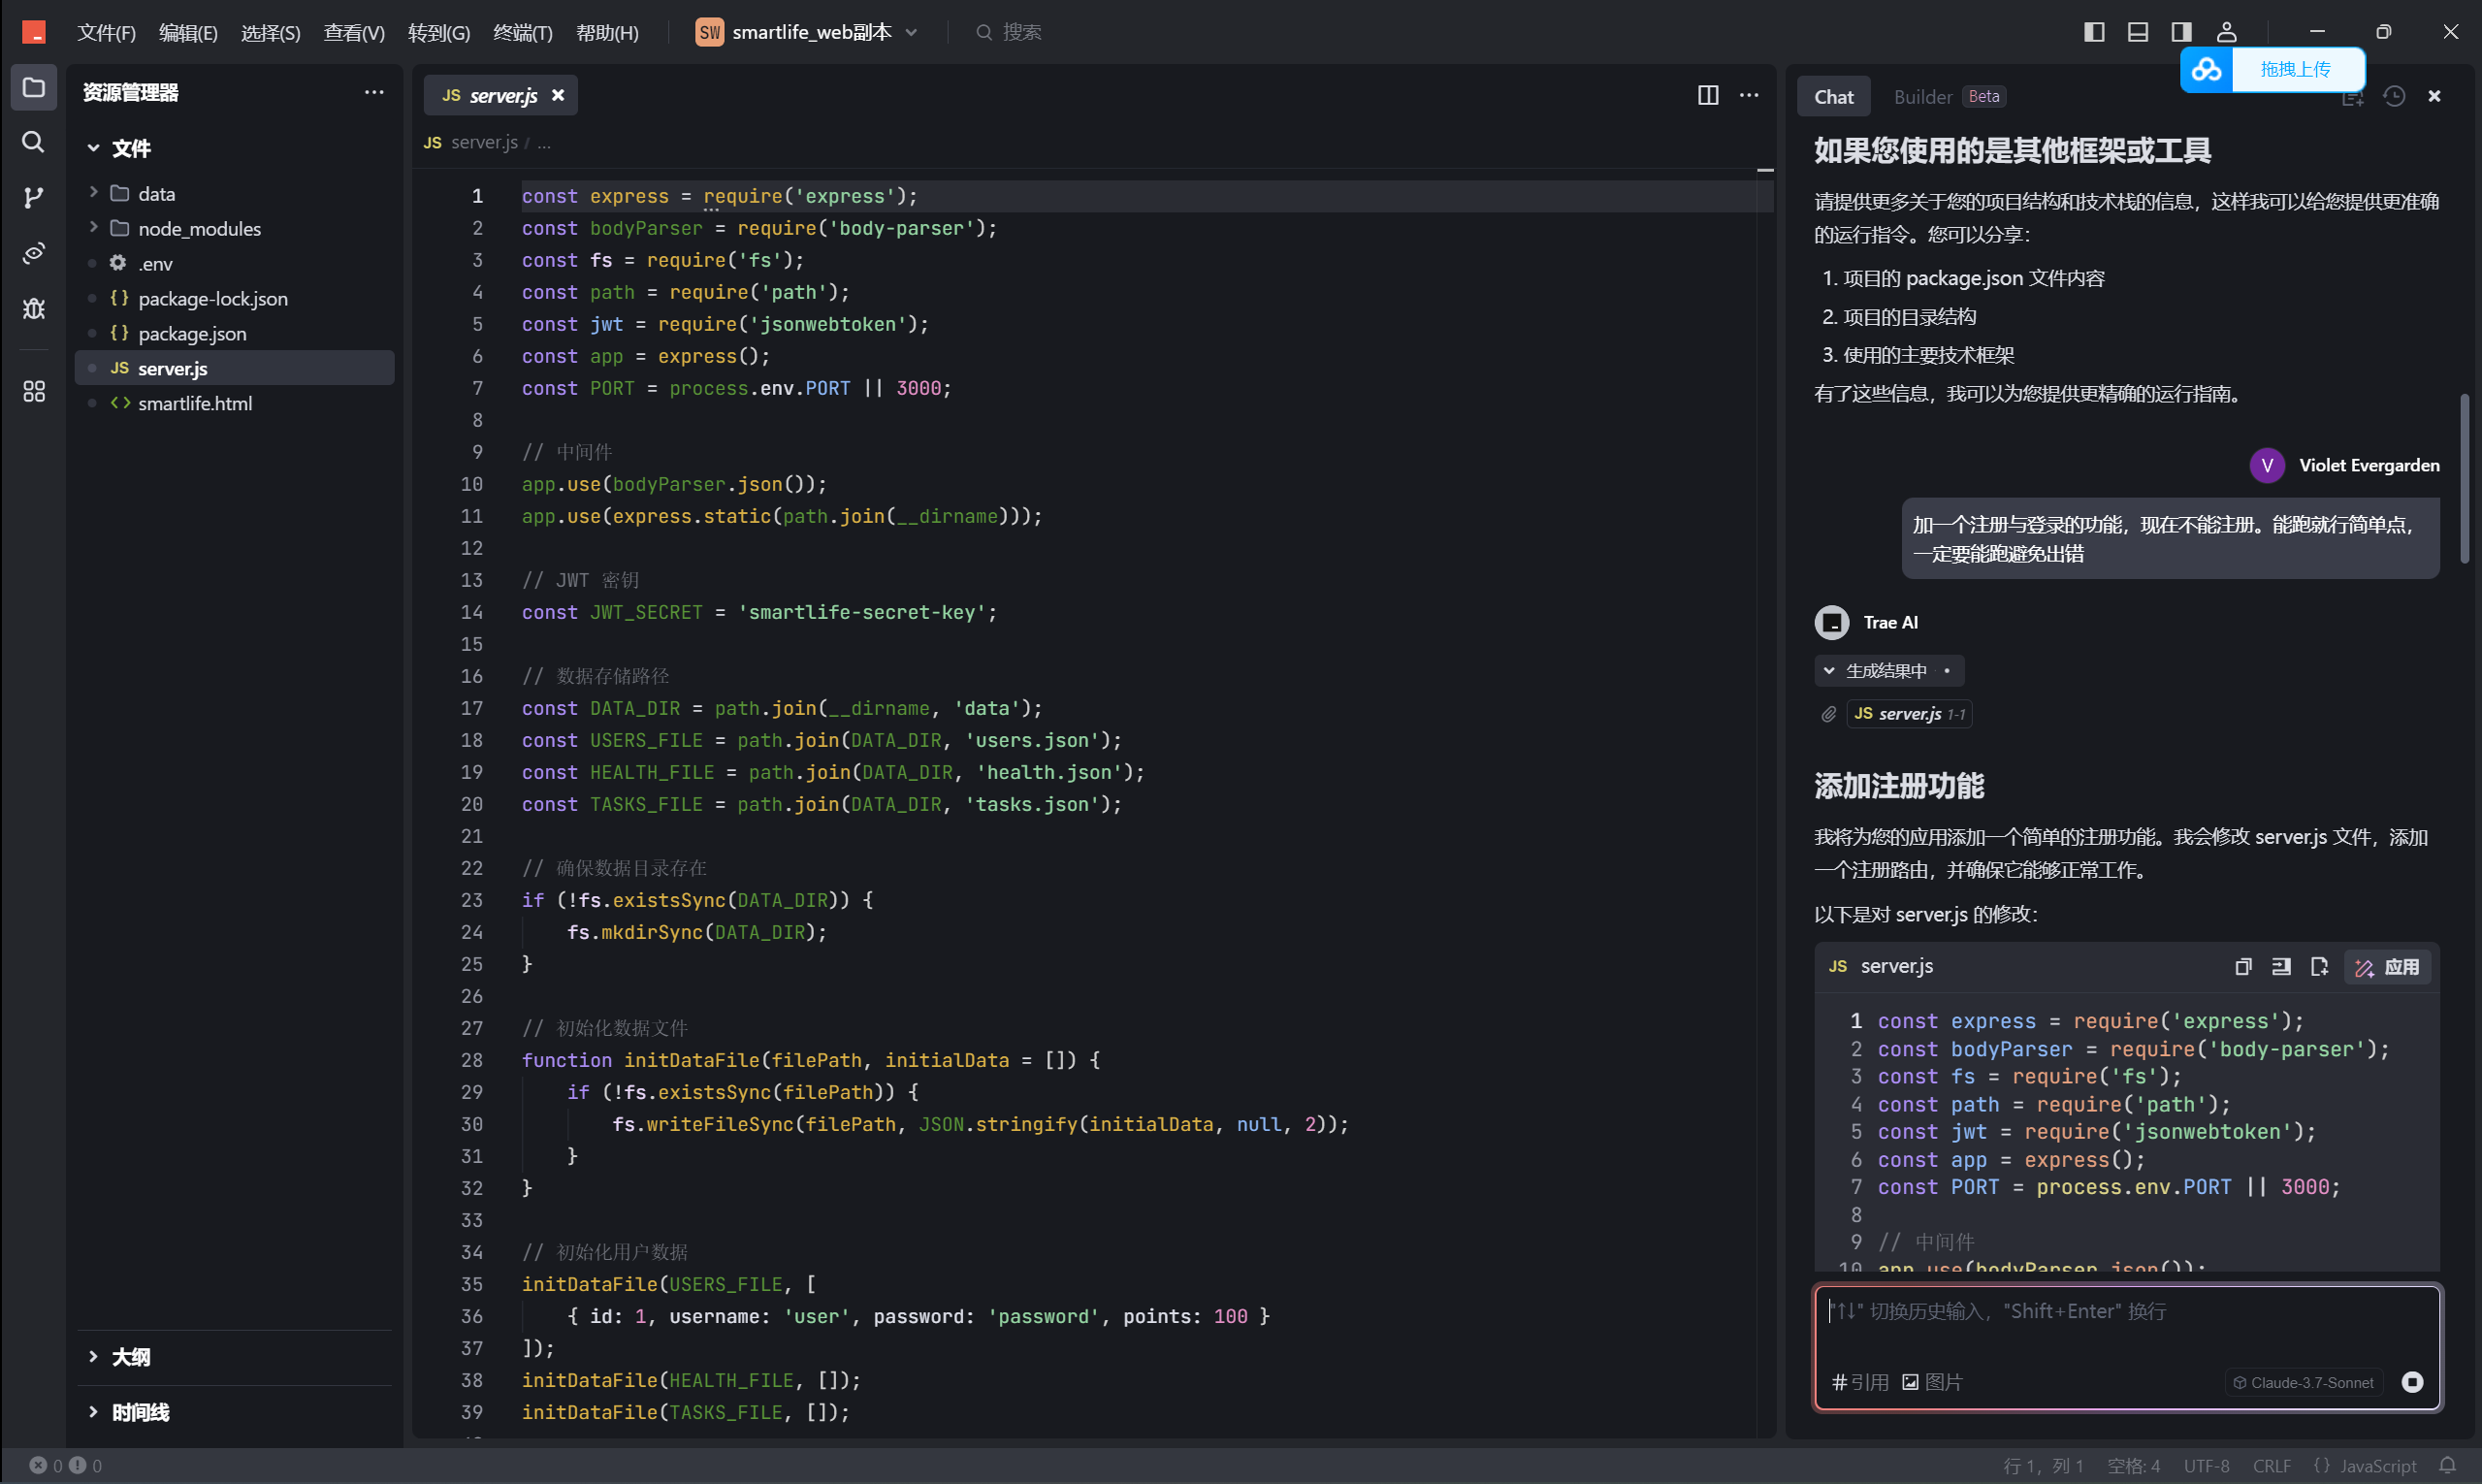 文件(F) 编辑(E) 选择(S) 查看(V) 转到(G) 终端(T) 帮助(H) SW smartlife_web副本 搜索
拖拽上传
资源管理器
文件
data
node_modules
.env
{} package-lock.json
{} package.json
JS server.js
<> smartlife.html
大纲
时间线
JS server.js
JS server.js / ...
1 const express = require('express');
2 const bodyParser = require('body-parser');
3 const fs = require('fs');
4 const path = require('path');
5 const jwt = require('jsonwebtoken');
6 const app = express();
7 const PORT = process.env.PORT || 3000;
8
9 // 中间件
10 app.use(bodyParser.json());
11 app.use(express.static(path.join(__dirname)));
12
13 // JWT 密钥
14 const JWT_SECRET = 'smartlife-secret-key';
15
16 // 数据存储路径
17 const DATA_DIR = path.join(__dirname, 'data');
18 const USERS_FILE = path.join(DATA_DIR, 'users.json');
19 const HEALTH_FILE = path.join(DATA_DIR, 'health.json');
20 const TASKS_FILE = path.join(DATA_DIR, 'tasks.json');
21
22 // 确保数据目录存在
23 if (!fs.existsSync(DATA_DIR)) {
24     fs.mkdirSync(DATA_DIR);
25 }
26
27 // 初始化数据文件
28 function initDataFile(filePath, initialData = []) {
29     if (!fs.existsSync(filePath)) {
30         fs.writeFileSync(filePath, JSON.stringify(initialData, null, 2));
31     }
32 }
33
34 // 初始化用户数据
35 initDataFile(USERS_FILE, [
36     { id: 1, username: 'user', password: 'password', points: 100 }
37 ]);
38 initDataFile(HEALTH_FILE, []);
39 initDataFile(TASKS_FILE, []);
Chat Builder Beta
如果您使用的是其他框架或工具
请提供更多关于您的项目结构和技术栈的信息，这样我可以给您提供更准确
的运行指令。您可以分享：
1. 项目的 package.json 文件内容
2. 项目的目录结构
3. 使用的主要技术框架
有了这些信息，我可以为您提供更精确的运行指南。
V Violet Evergarden
加一个注册与登录的功能，现在不能注册。能跑就行简单点，
一定要能跑避免出错
Trae AI
生成结果中
JS server.js 1-1
添加注册功能
我将为您的应用添加一个简单的注册功能。我会修改 server.js 文件，添加
一个注册路由，并确保它能够正常工作。
以下是对 server.js 的修改：
JS server.js 应用
1 const express = require('express');
2 const bodyParser = require('body-parser');
3 const fs = require('fs');
4 const path = require('path');
5 const jwt = require('jsonwebtoken');
6 const app = express();
7 const PORT = process.env.PORT || 3000;
8
9 // 中间件
10 app.use(bodyParser.json());
"↑↓" 切换历史输入，"Shift+Enter" 换行
#引用 图片 Claude-3.7-Sonnet
0 0 行 1，列 1 空格: 4 UTF-8 CRLF {} JavaScript